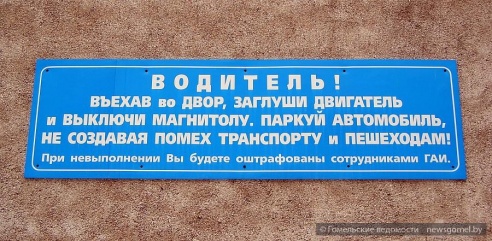 ВОДИТЕЛЬ!
ВЪЕХАВ во ДВОР, ЗАГЛУШИ ДВИГАТЕЛЬ
и ВЫКЛЮЧИ МАГНИТОЛУ. ПАРКУЙ АВТОМОБИЛЬ,
НЕ СОЗДАВАЯ ПОМЕХ ТРАНСПОРТУ и ПЕШЕХОДАМ!
При невыполнении Вы будете оштрафованы сотрудниками ГАИ.
© Гомельские ведомости newsgomel.by